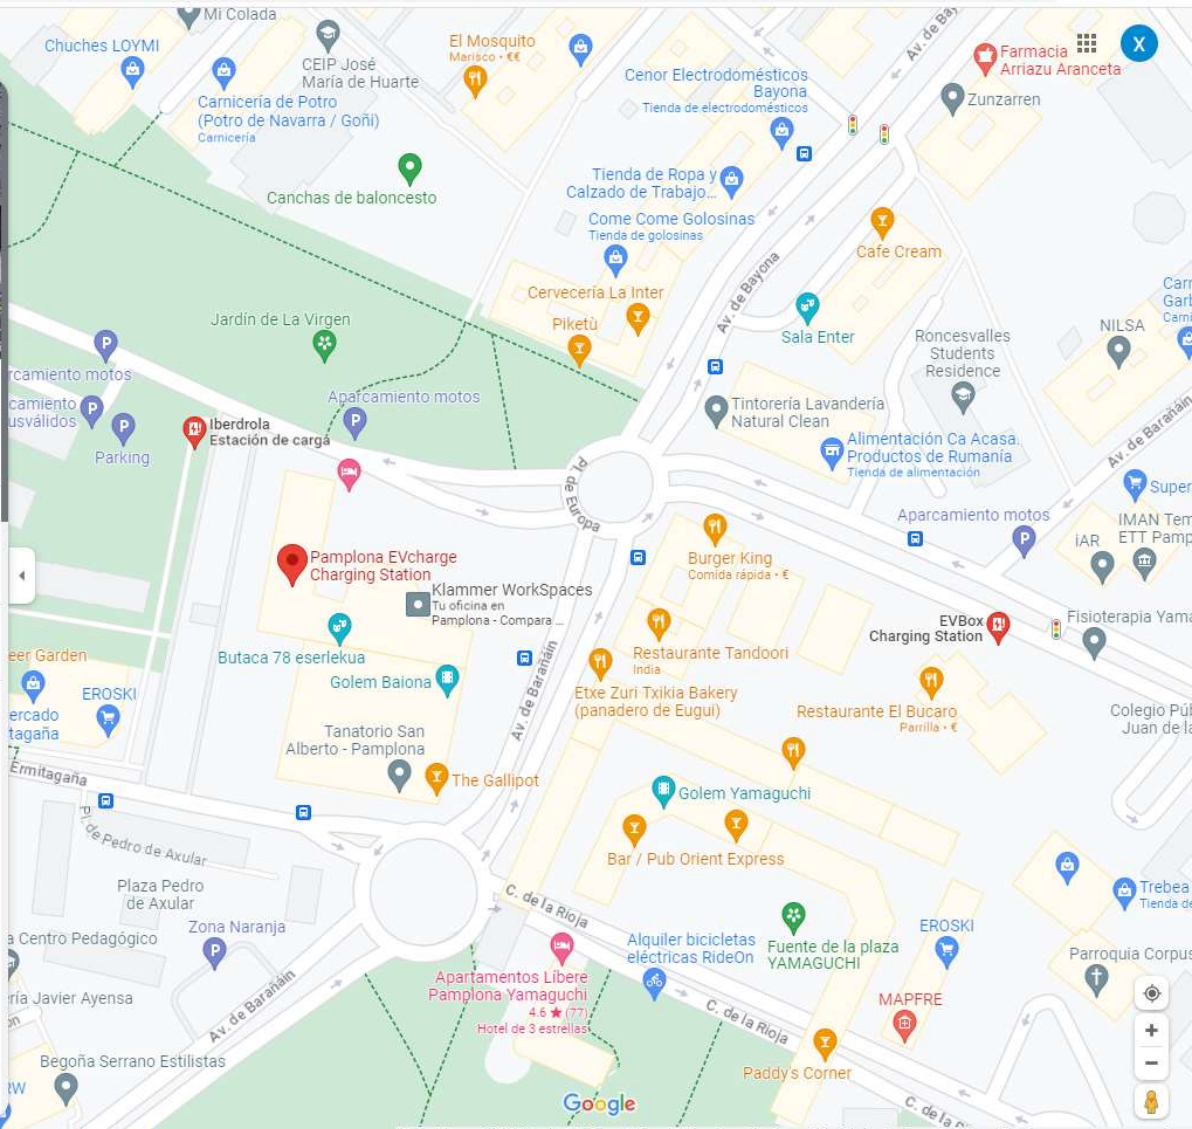 Mi Colada
Chuches LOYMI
CEIP José
María de Huarte
El Mosquito
Marisco • €€
Carnicería de Potro
(Potro de Navarra / Goñi)
Carnicería
Cenor Electrodomésticos
Bayona
Tienda de electrodomésticos
Av. de Bay
X
Farmacia
Arriazu Aranceta
Zunzarren
Canchas de baloncesto
Tienda de Ropa y
Calzado de Trabajo...
Come Come Golosinas
Tienda de golosinas
Cafe Cream
Cervecería La Inter
Piketù
Av. de Bayona
Sala Enter
Carn
Garb
Carni
NILSA
Roncesvalles
Students
Residence
Jardín de La Virgen
P
rcamiento motos
camiento
usválidos
P
P
Parking
Iberdrola
Estación de carga
Aparcamiento motos
P
Tintorería Lavandería
Natural Clean
Alimentación Ca Acasa.
Productos de Rumanía
Tienda de alimentación
Av. de Barañáin
Pl. de Europa
Super
Aparcamiento motos
P
IMAN Tem
ETT Pamp
iAR
Burger King
Comida rápida • €
Pamplona EVcharge
Charging Station
Klammer WorkSpaces
Tu oficina en
Pamplona - Compara ...
EVBox
Charging Station
Fisioterapia Yama
Butaca 78 eserlekua
Golem Baiona
Restaurante Tandoori
India
Av. de Barañáin
Etxe Zuri Txikia Bakery
(panadero de Eugui)
Restaurante El Bucaro
Parrilla • €
Colegio Púb
Juan de la
eer Garden
EROSKI
ercado
tagaña
Tanatorio San
Alberto - Pamplona
The Gallipot
Golem Yamaguchi
Ermitagaña
Pl. de Pedro de Axular
Bar / Pub Orient Express
Plaza Pedro
de Axular
C. de la Rioja
Trebea
Tienda de
Zona Naranja
P
a Centro Pedagógico
Alquiler bicicletas
eléctricas RideOn
Fuente de la plaza
YAMAGUCHI
EROSKI
Parroquia Corpus
Apartamentos Líbere
Pamplona Yamaguchi
4.6 ★ (77)
Hotel de 3 estrellas
ría Javier Ayensa
Av. de Barañáin
MAPFRE
C. de la Rioja
Begoña Serrano Estilistas
Paddy's Corner
RW
Google
C. de la